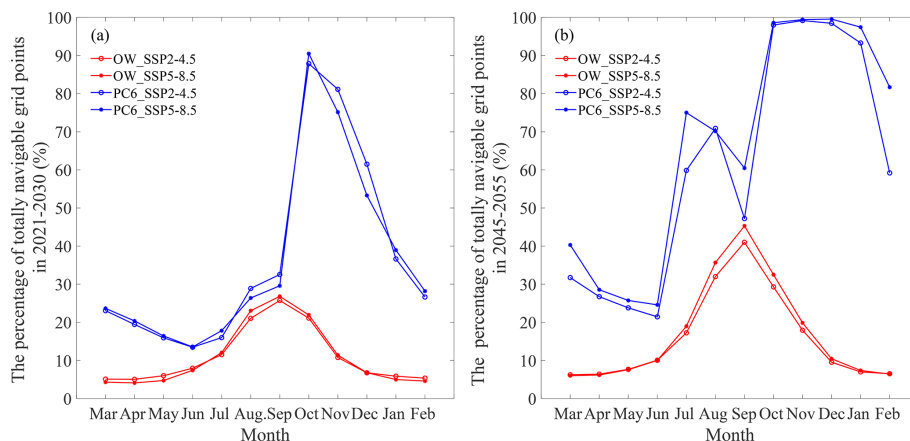 The percentage of totally navigable grid points
in 2021-2030 (%)
(a)
OW_SSP2-4.5
OW_SSP5-8.5
PC6_SSP2-4.5
PC6_SSP5-8.5
100
90
80
70
60
50
40
30
20
10
0
Mar Apr May Jun Jul Aug. Sep Oct Nov Dec Jan Feb
Month
The percentage of totally navigable grid points
in 2045-2055 (%)
(b)
OW_SSP2-4.5
OW_SSP5-8.5
PC6_SSP2-4.5
PC6_SSP5-8.5
100
90
80
70
60
50
40
30
20
10
0
Mar Apr May Jun Jul Aug Sep Oct Nov Dec Jan Feb
Month